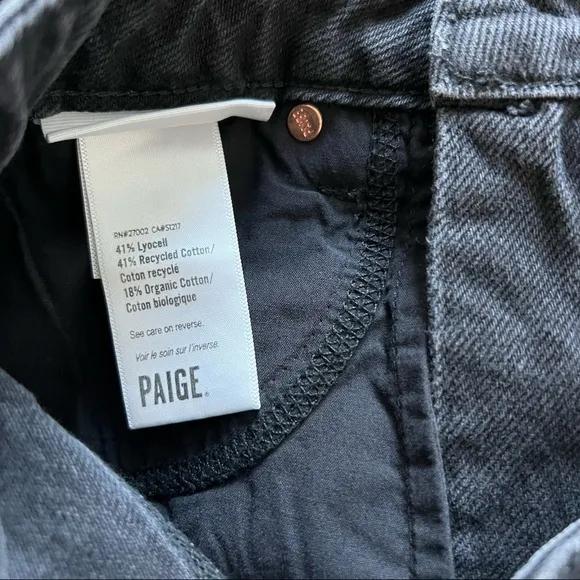 RN#27002 CA#51217
41% Lyocell
41% Recycled Cotton/
Coton recyclé
18% Organic Cotton/
Coton biologique
See care on reverse.
Voir le soin sur l'inverse.
PAIGE